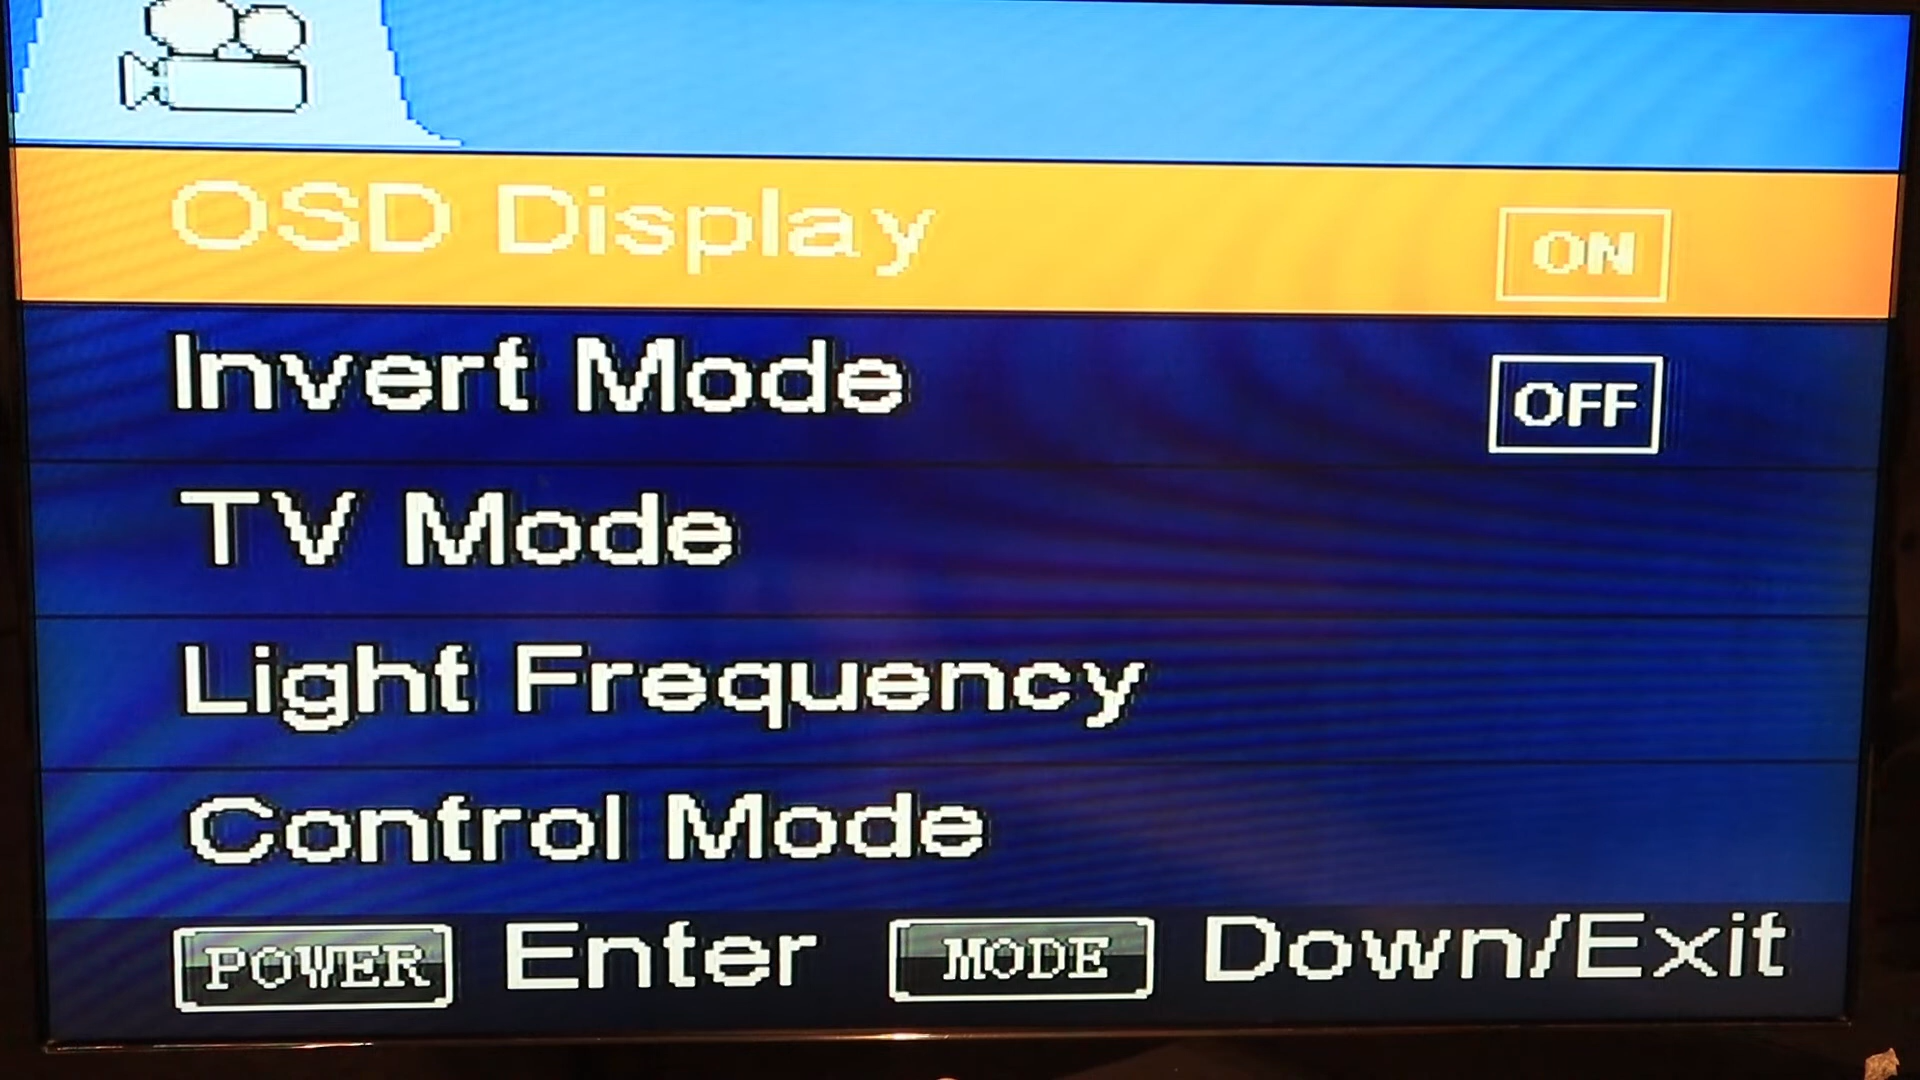 OSD Display ON
Invert Mode OFF
TV Mode
Light Frequency
Control Mode
POWER Enter MODE Down/Exit